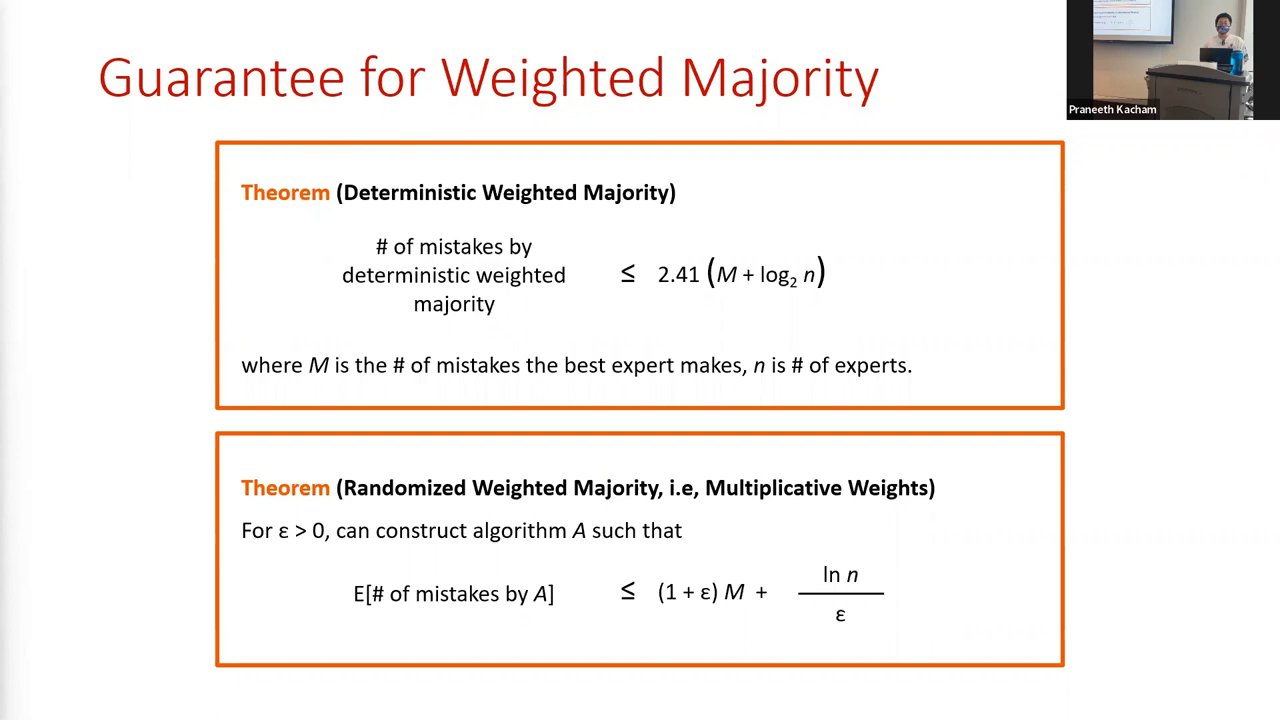 Guarantee for Weighted Majority
Praneeth Kacham
Theorem (Deterministic Weighted Majority)
# of mistakes by
deterministic weighted
majority
≤ 2.41 (M + log₂ n)
where M is the # of mistakes the best expert makes, n is # of experts.
Theorem (Randomized Weighted Majority, i.e, Multiplicative Weights)
For ε > 0, can construct algorithm A such that
E[# of mistakes by A] ≤ (1 + ε) M +
ln n
ε